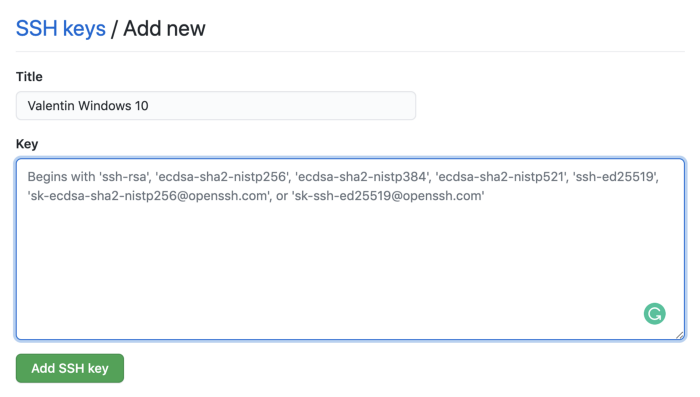 SSH keys / Add new
Title
Valentin Windows 10
Key
Begins with 'ssh-rsa', 'ecdsa-sha2-nistp256', 'ecdsa-sha2-nistp384', 'ecdsa-sha2-nistp521', 'ssh-ed25519',
'sk-ecdsa-sha2-nistp256@openssh.com', or 'sk-ssh-ed25519@openssh.com'
Add SSH key